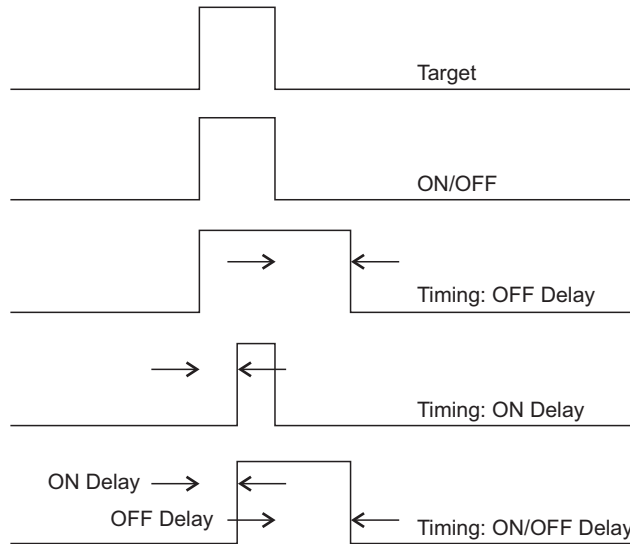 Target
ON/OFF
Timing: OFF Delay
Timing: ON Delay
ON Delay
OFF Delay
Timing: ON/OFF Delay